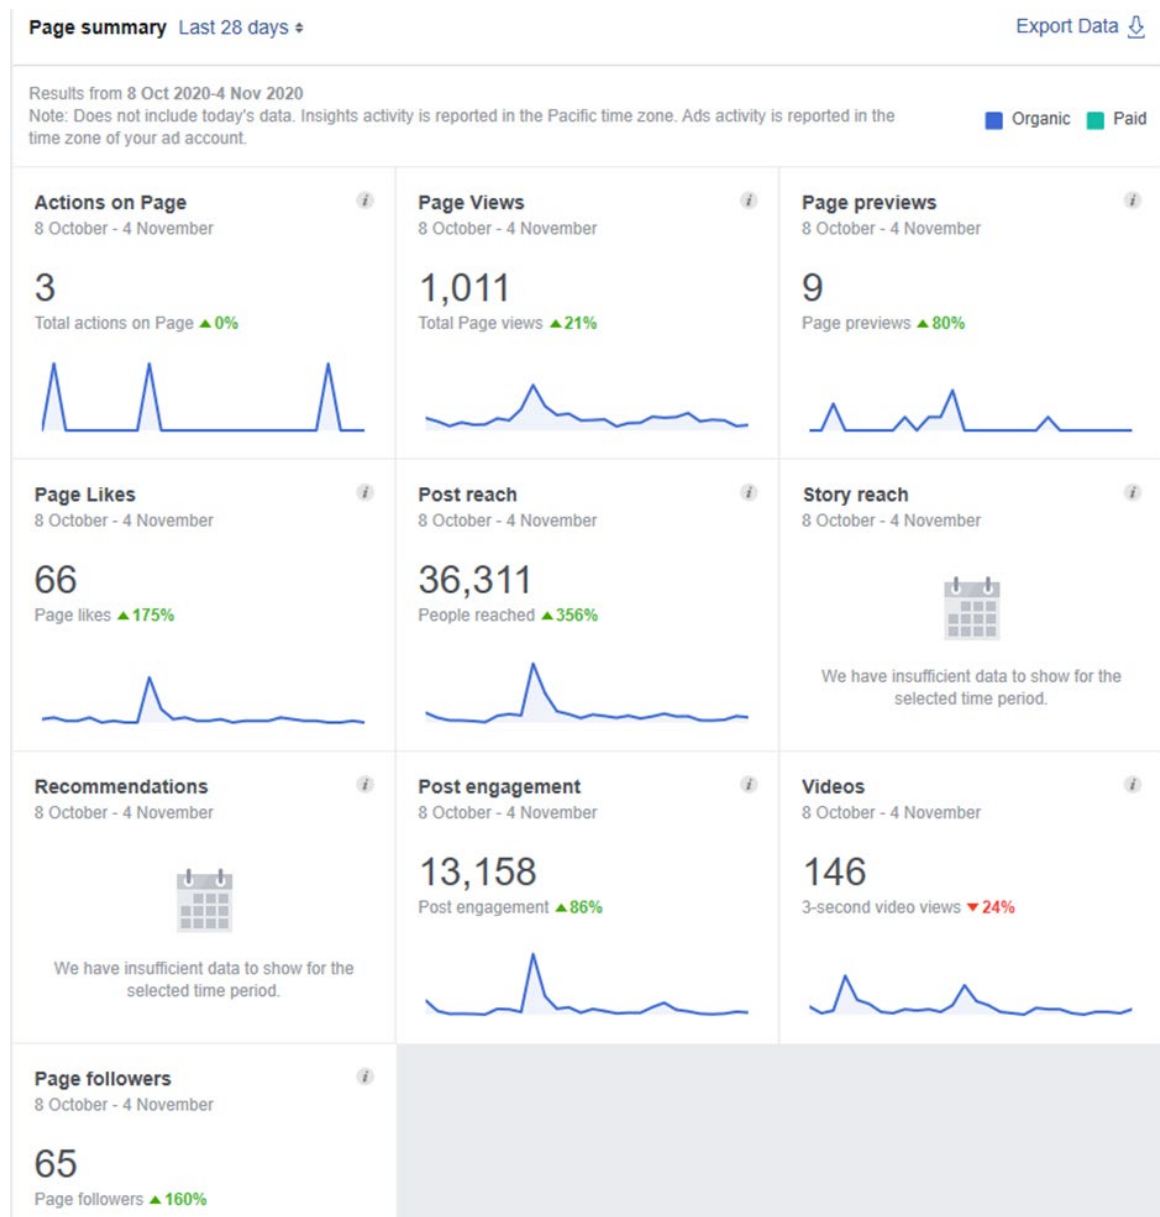 Page summary Last 28 days
Export Data
Results from 8 Oct 2020-4 Nov 2020
Note: Does not include today's data. Insights activity is reported in the Pacific time zone. Ads activity is reported in the
time zone of your ad account.
Organic Paid
Actions on Page
8 October - 4 November
3
Total actions on Page ▲ 0%
Page Views
8 October - 4 November
1,011
Total Page views ▲ 21%
Page previews
8 October - 4 November
9
Page previews ▲ 80%
Page Likes
8 October - 4 November
66
Page likes ▲ 175%
Post reach
8 October - 4 November
36,311
People reached ▲ 356%
Story reach
8 October - 4 November
We have insufficient data to show for the
selected time period.
Recommendations
8 October - 4 November
We have insufficient data to show for the
selected time period.
Post engagement
8 October - 4 November
13,158
Post engagement ▲ 86%
Videos
8 October - 4 November
146
3-second video views ▼ 24%
Page followers
8 October - 4 November
65
Page followers ▲ 160%